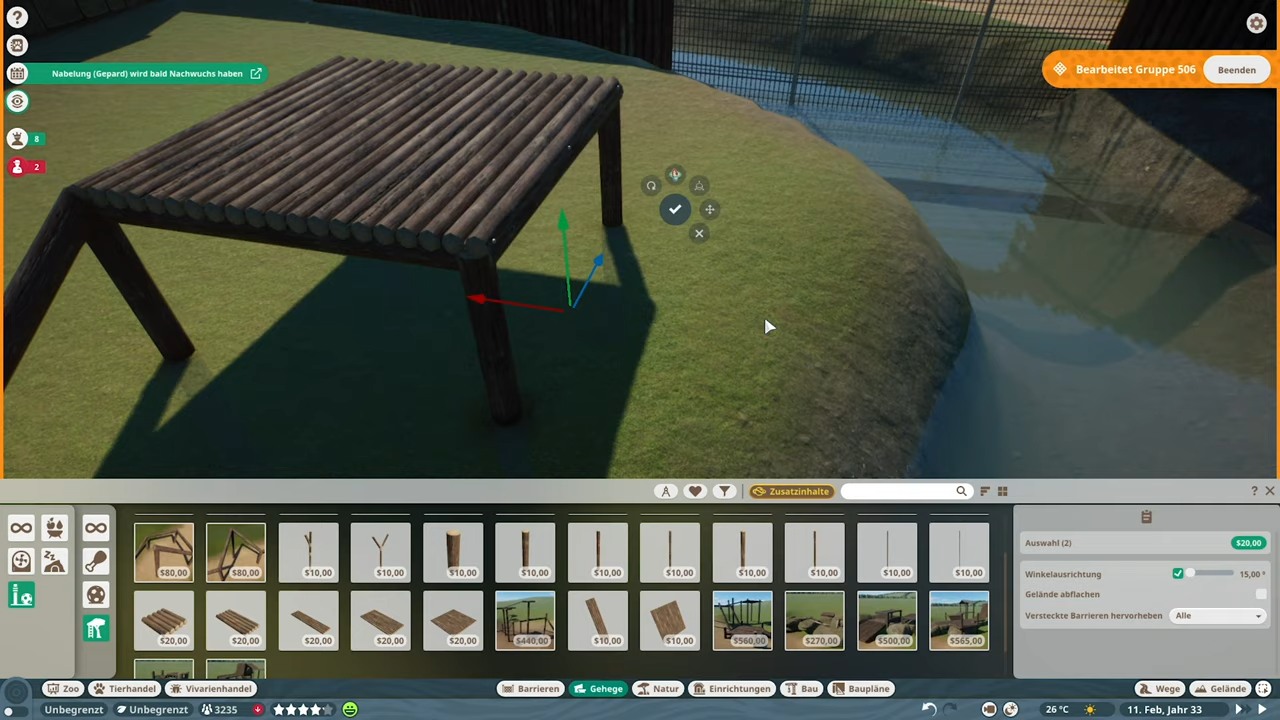 Nabelung (Gepard) wird bald Nachwuchs haben
8
2
Bearbeitet Gruppe 506
Beenden
Zusatzinhalte
?
$80,00
$80,00
$10,00
$10,00
$10,00
$10,00
$10,00
$10,00
$10,00
$10,00
$10,00
$10,00
$20,00
$20,00
$20,00
$20,00
$20,00
$440,00
$10,00
$10,00
$560,00
$270,00
$500,00
$565,00
Auswahl (2)
$20,00
Winkelausrichtung
15,00 °
Gelände abflachen
Versteckte Barrieren hervorheben
Alle
Zoo
Tierhandel
Vivarienhandel
Barrieren
Gehege
Natur
Einrichtungen
Bau
Baupläne
Wege
Gelände
Unbegrenzt
Unbegrenzt
3235
26 °C
11. Feb, Jahr 33